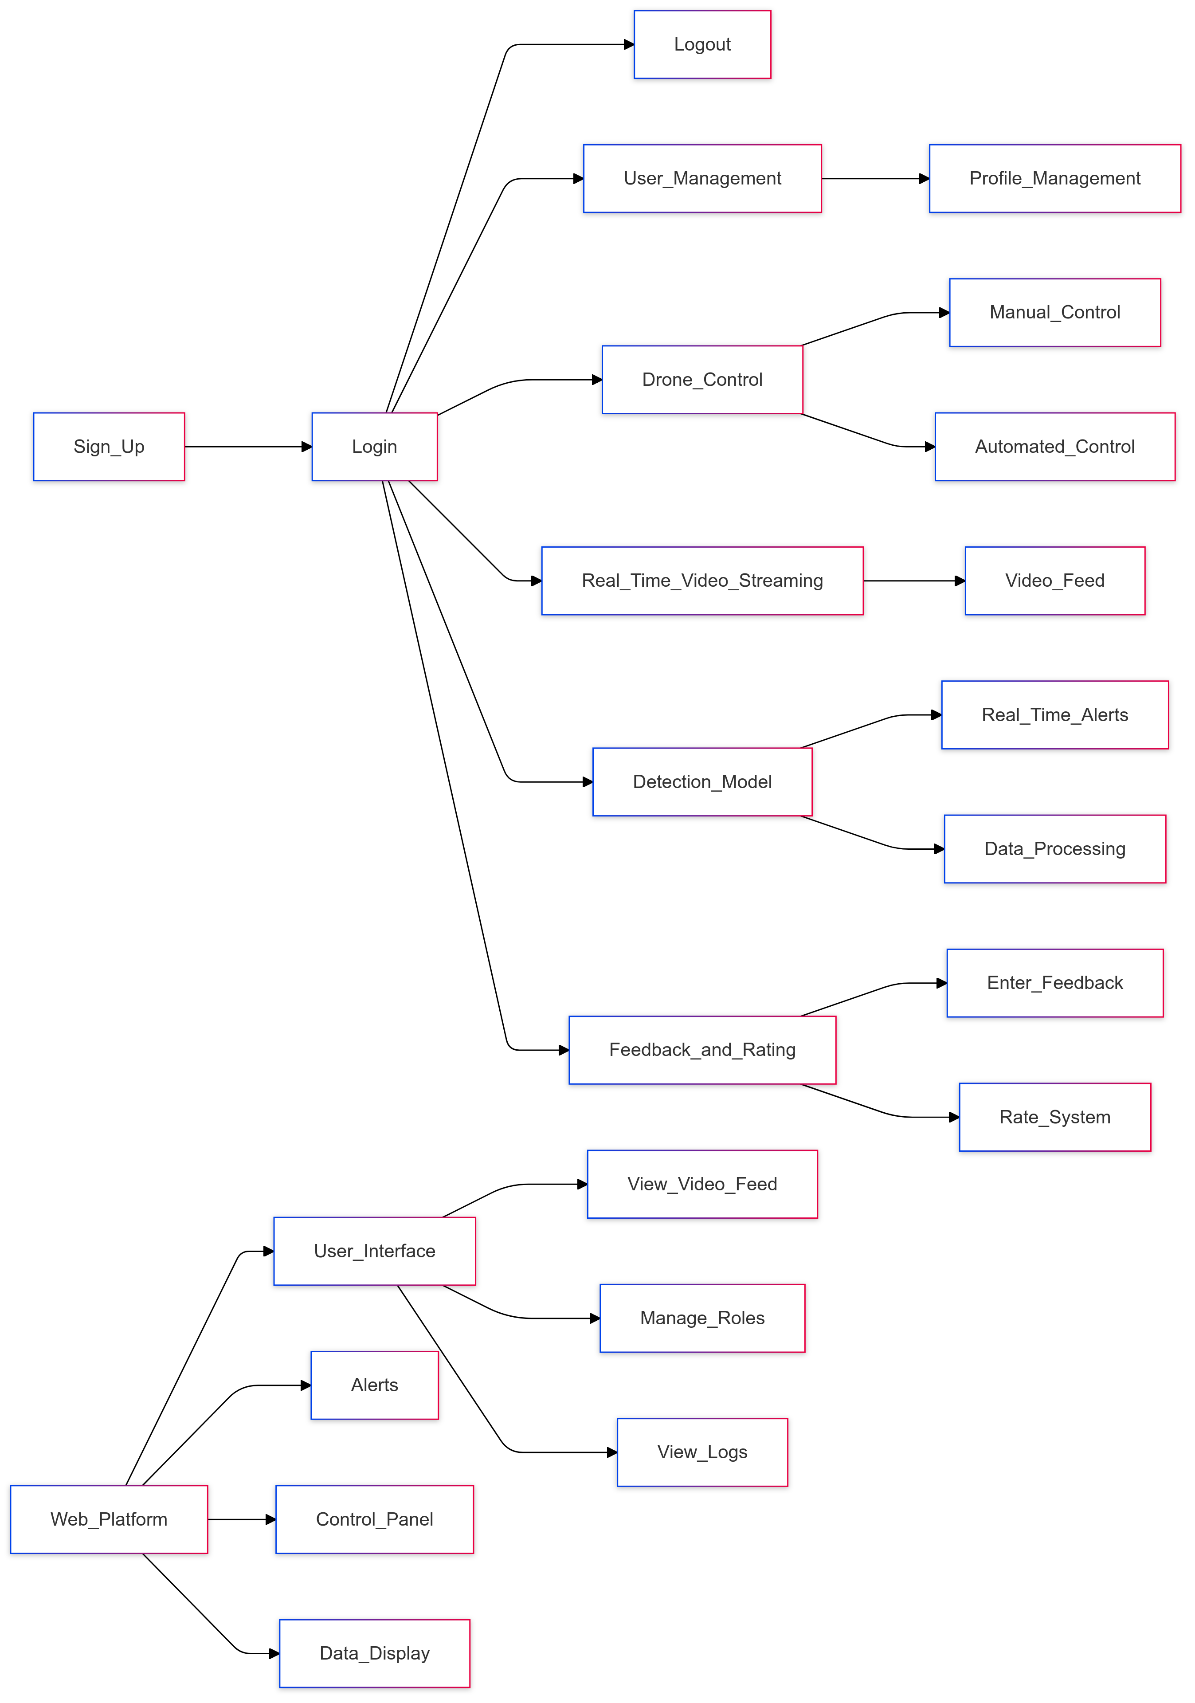 Logout
User_Management
Profile_Management
Manual_Control
Drone_Control
Sign_Up
Login
Automated_Control
Real_Time_Video_Streaming
Video_Feed
Real_Time_Alerts
Detection_Model
Data_Processing
Enter_Feedback
Feedback_and_Rating
Rate_System
View_Video_Feed
User_Interface
Manage_Roles
Alerts
View_Logs
Web_Platform
Control_Panel
Data_Display